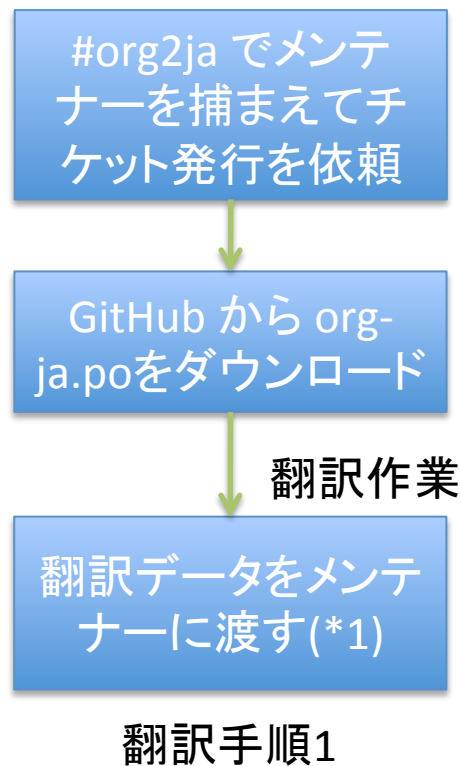 #org2ja でメンテ
ナーを捕まえてチ
ケット発行を依頼
GitHub から org-
ja.poをダウンロード
翻訳作業
翻訳データをメンテ
ナーに渡す(*1)
翻訳手順1